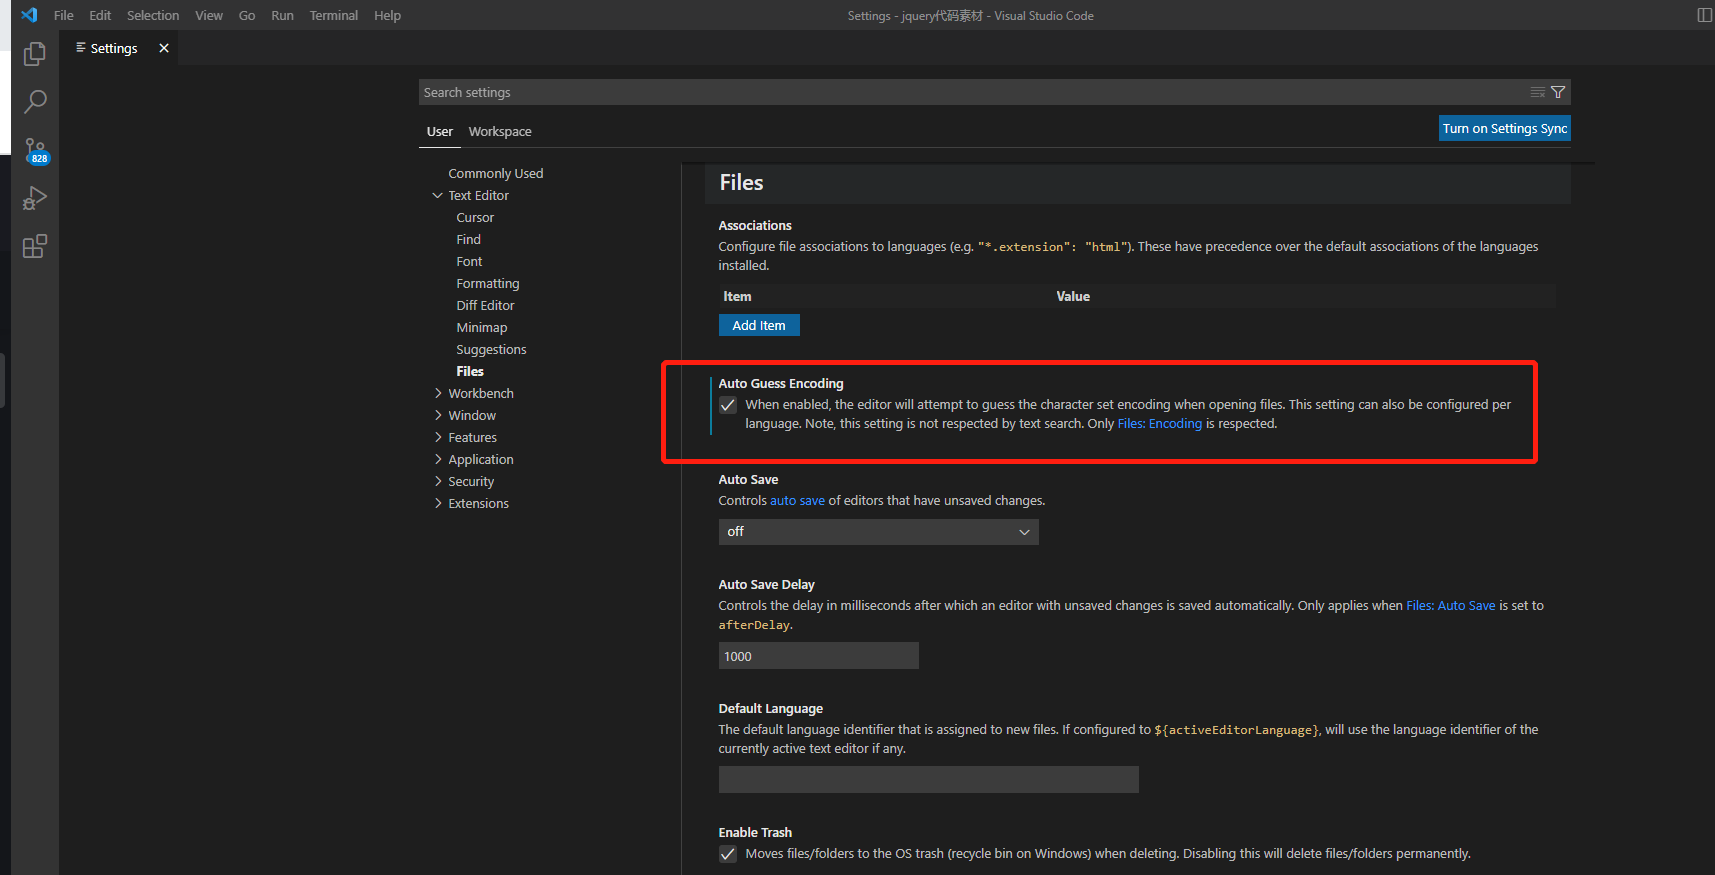 File Edit Selection View Go Run Terminal Help
Settings - jquery代码素材 - Visual Studio Code
Settings
Search settings
User Workspace
Turn on Settings Sync
828
Commonly Used
Text Editor
Cursor
Find
Font
Formatting
Diff Editor
Minimap
Suggestions
Files
Workbench
Window
Features
Application
Security
Extensions
Files
Associations
Configure file associations to languages (e.g. "*.extension": "html"). These have precedence over the default associations of the languages
installed.
Item Value
Add Item
Auto Guess Encoding
When enabled, the editor will attempt to guess the character set encoding when opening files. This setting can also be configured per
language. Note, this setting is not respected by text search. Only Files: Encoding is respected.
Auto Save
Controls auto save of editors that have unsaved changes.
off
Auto Save Delay
Controls the delay in milliseconds after which an editor with unsaved changes is saved automatically. Only applies when Files: Auto Save is set to
afterDelay.
1000
Default Language
The default language identifier that is assigned to new files. If configured to ${activeEditorLanguage}, will use the language identifier of the
currently active text editor if any.
Enable Trash
Moves files/folders to the OS trash (recycle bin on Windows) when deleting. Disabling this will delete files/folders permanently.